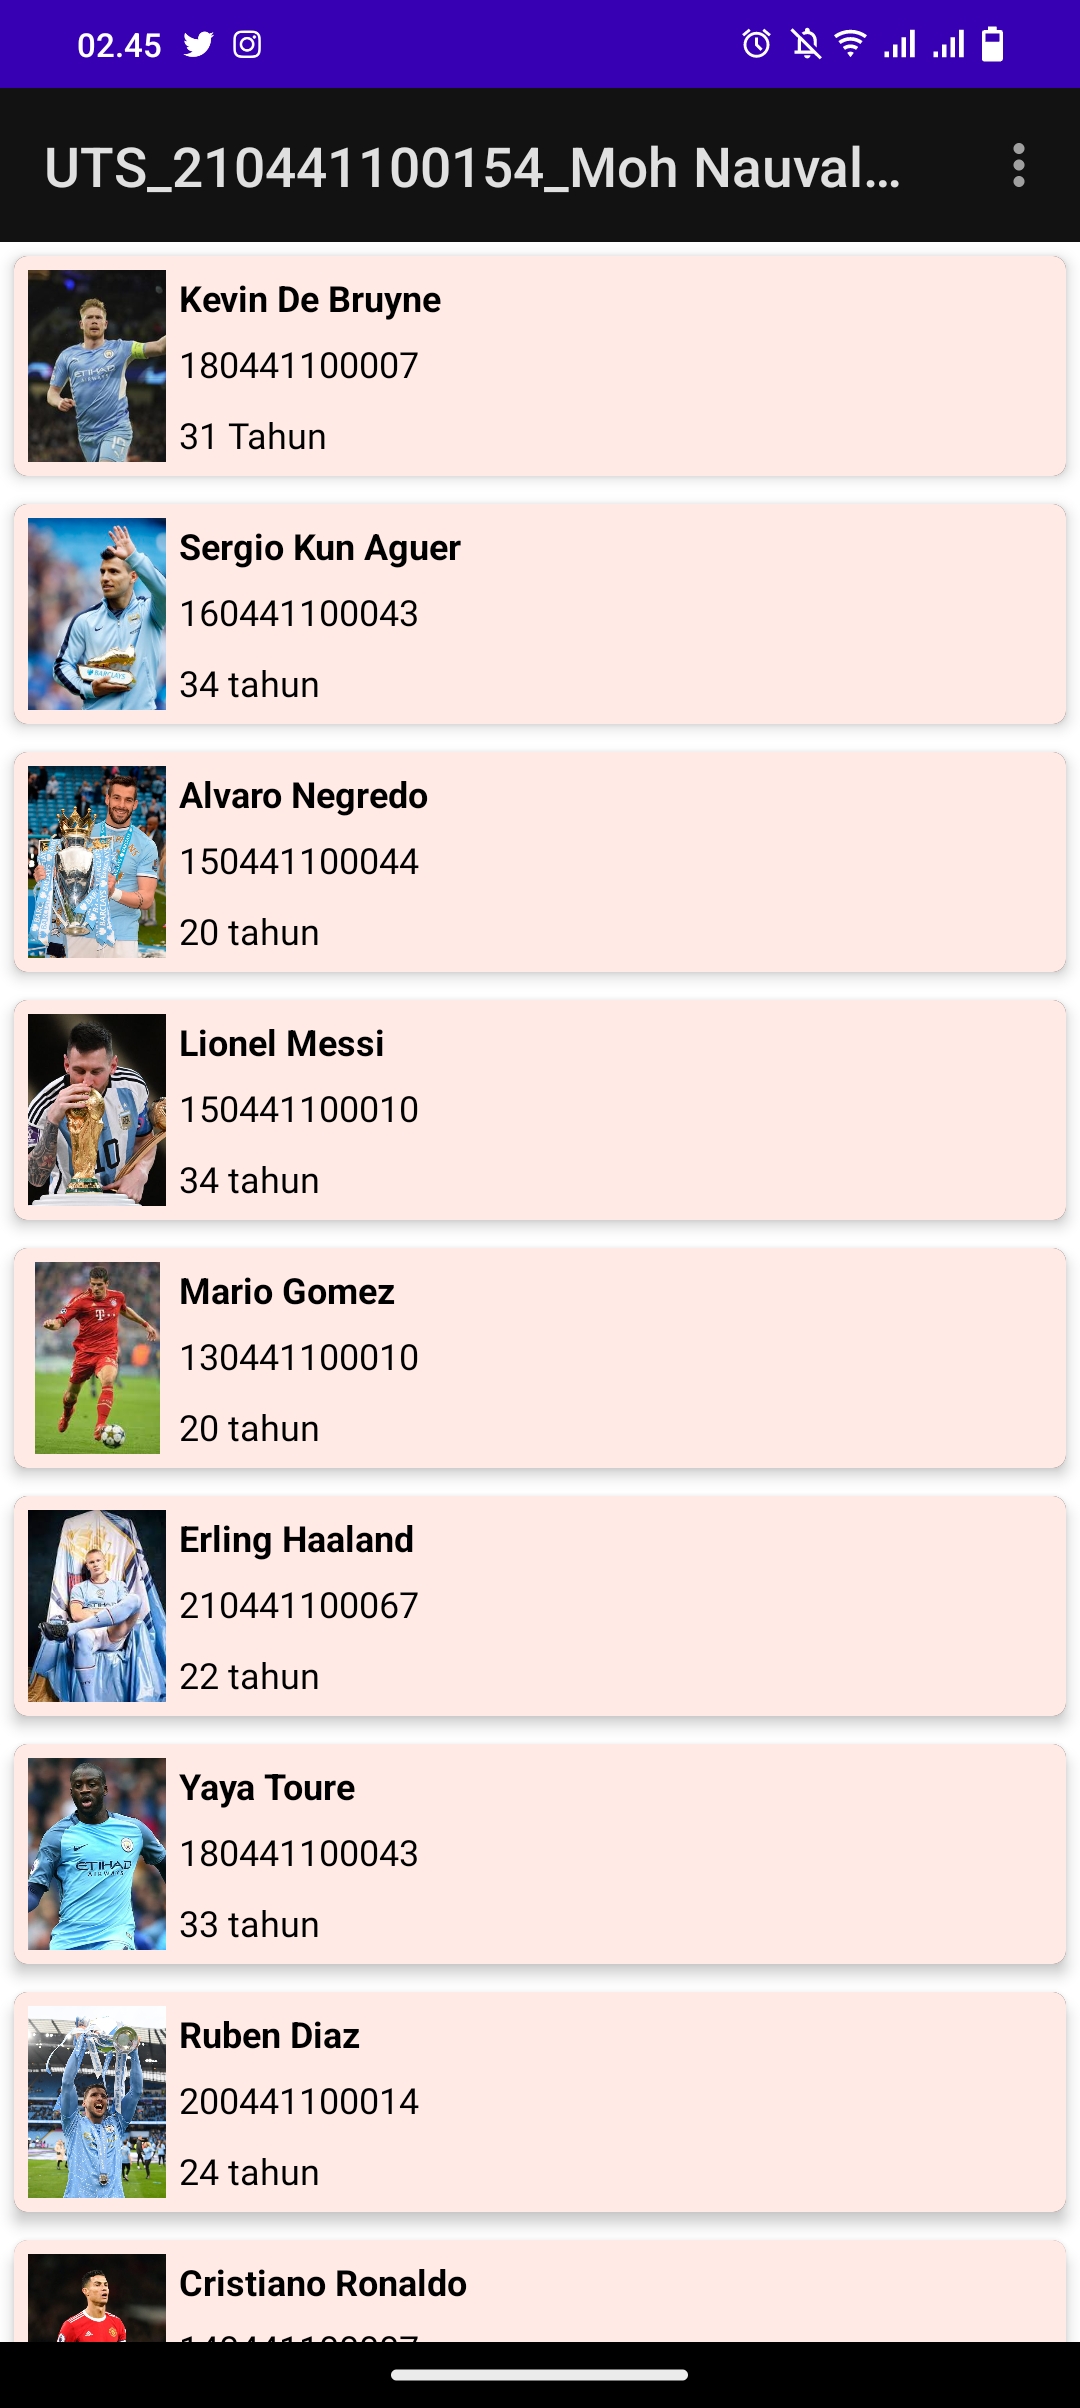 02.45
UTS_210441100154_Moh Nauval...
Kevin De Bruyne
180441100007
31 Tahun
Sergio Kun Aguer
160441100043
34 tahun
Alvaro Negredo
150441100044
20 tahun
Lionel Messi
150441100010
34 tahun
Mario Gomez
130441100010
20 tahun
Erling Haaland
210441100067
22 tahun
Yaya Toure
180441100043
33 tahun
Ruben Diaz
200441100014
24 tahun
Cristiano Ronaldo